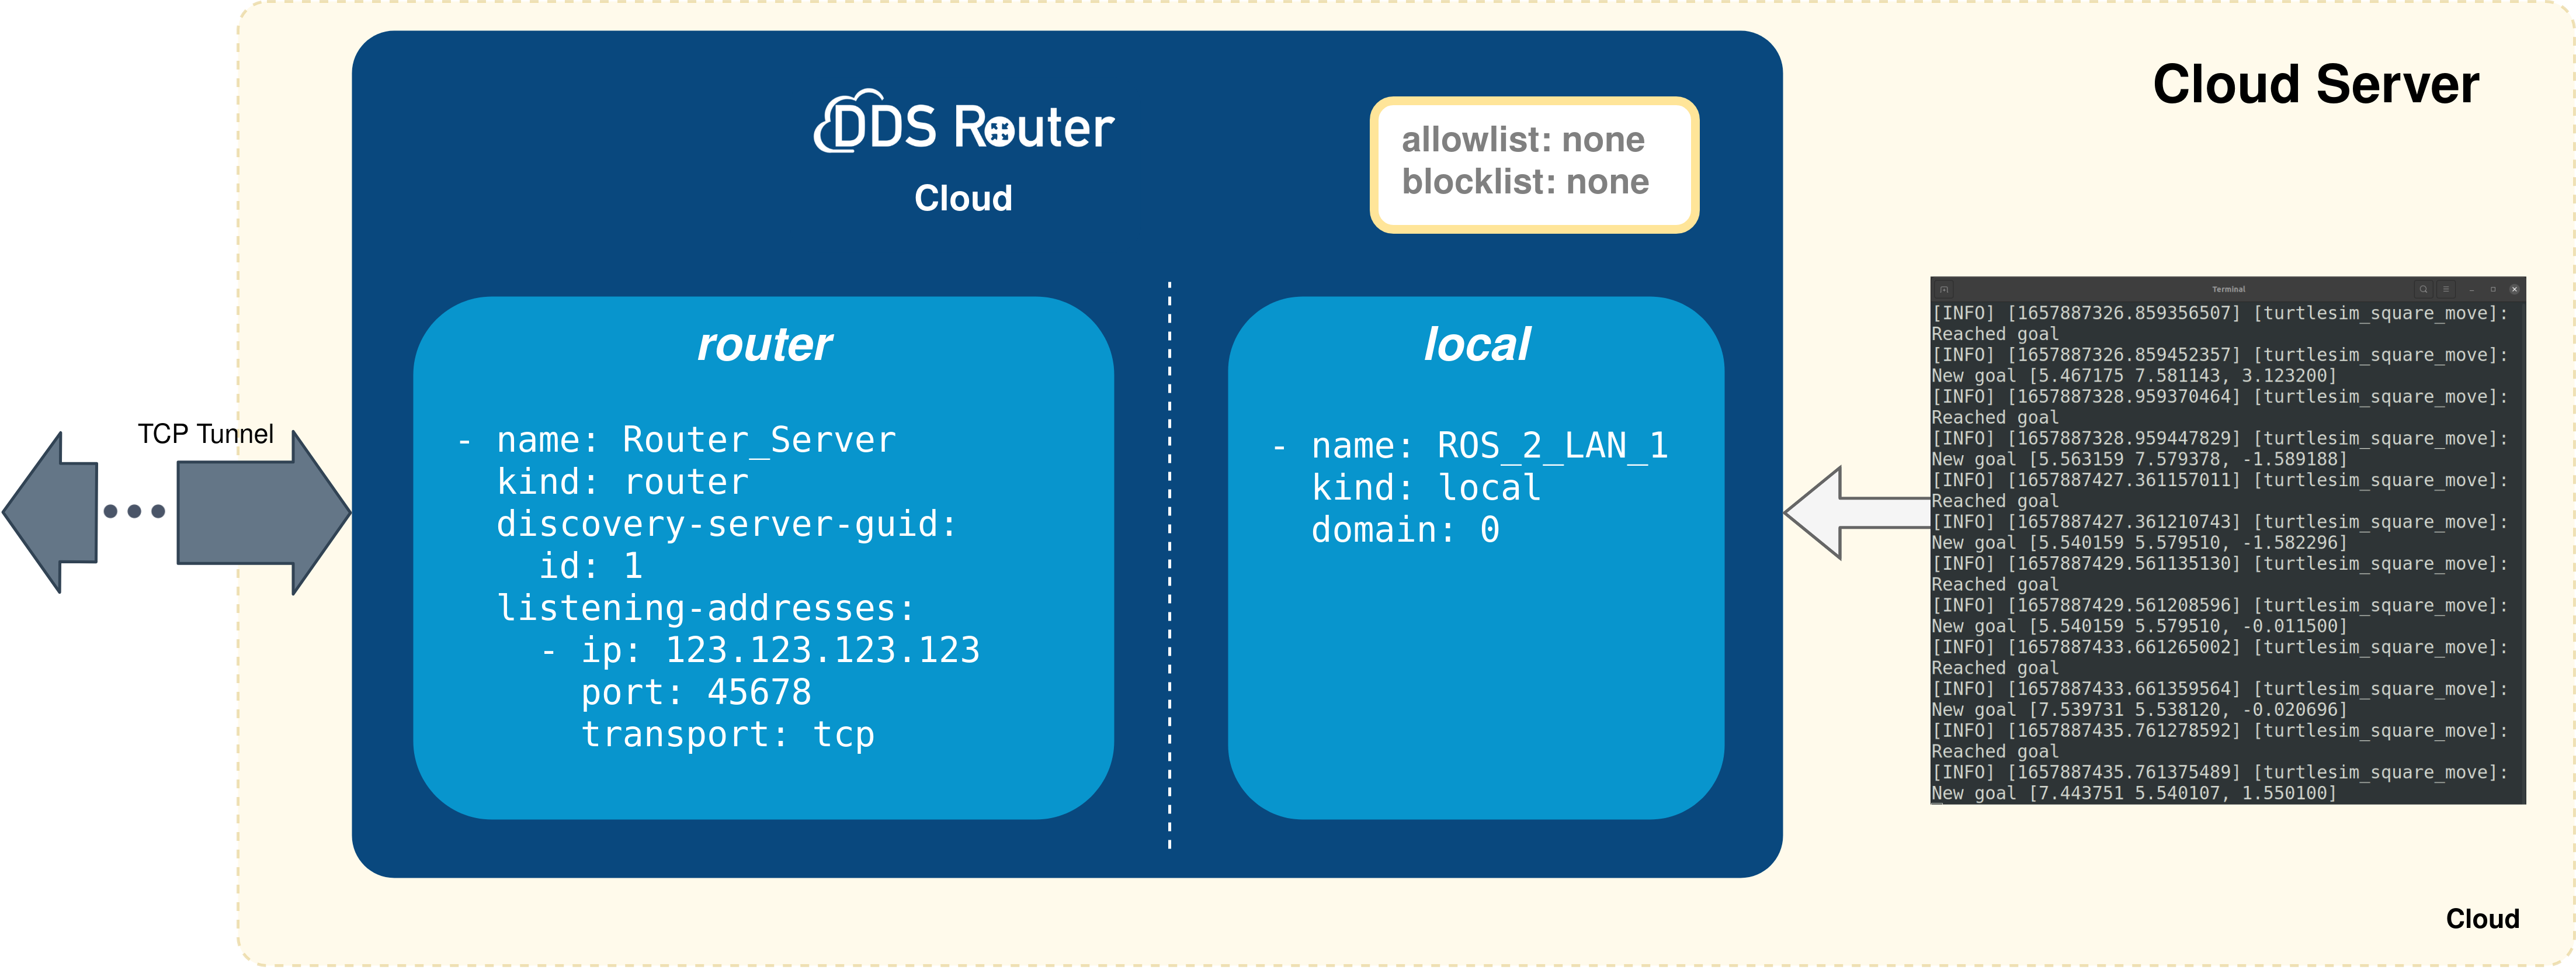 Cloud Server
DDS Router
Cloud
allowlist: none
blocklist: none
TCP Tunnel
router
- name: Router_Server
  kind: router
  discovery-server-guid:
    id: 1
  listening-addresses:
    - ip: 123.123.123.123
      port: 45678
      transport: tcp
local
- name: ROS_2_LAN_1
  kind: local
  domain: 0
Terminal
[INFO] [1657887326.859356507] [turtlesim_square_move]:
Reached goal
[INFO] [1657887326.859452357] [turtlesim_square_move]:
New goal [5.467175 7.581143, 3.123200]
[INFO] [1657887328.959370464] [turtlesim_square_move]:
Reached goal
[INFO] [1657887328.959447829] [turtlesim_square_move]:
New goal [5.563159 7.579378, -1.589188]
[INFO] [1657887427.361157011] [turtlesim_square_move]:
Reached goal
[INFO] [1657887427.361210743] [turtlesim_square_move]:
New goal [5.540159 5.579510, -1.582296]
[INFO] [1657887429.561135130] [turtlesim_square_move]:
Reached goal
[INFO] [1657887429.561208596] [turtlesim_square_move]:
New goal [5.540159 5.579510, -0.011500]
[INFO] [1657887433.661265002] [turtlesim_square_move]:
Reached goal
[INFO] [1657887433.661359564] [turtlesim_square_move]:
New goal [7.539731 5.538120, -0.020696]
[INFO] [1657887435.761278592] [turtlesim_square_move]:
Reached goal
[INFO] [1657887435.761375489] [turtlesim_square_move]:
New goal [7.443751 5.540107, 1.550100]
Cloud